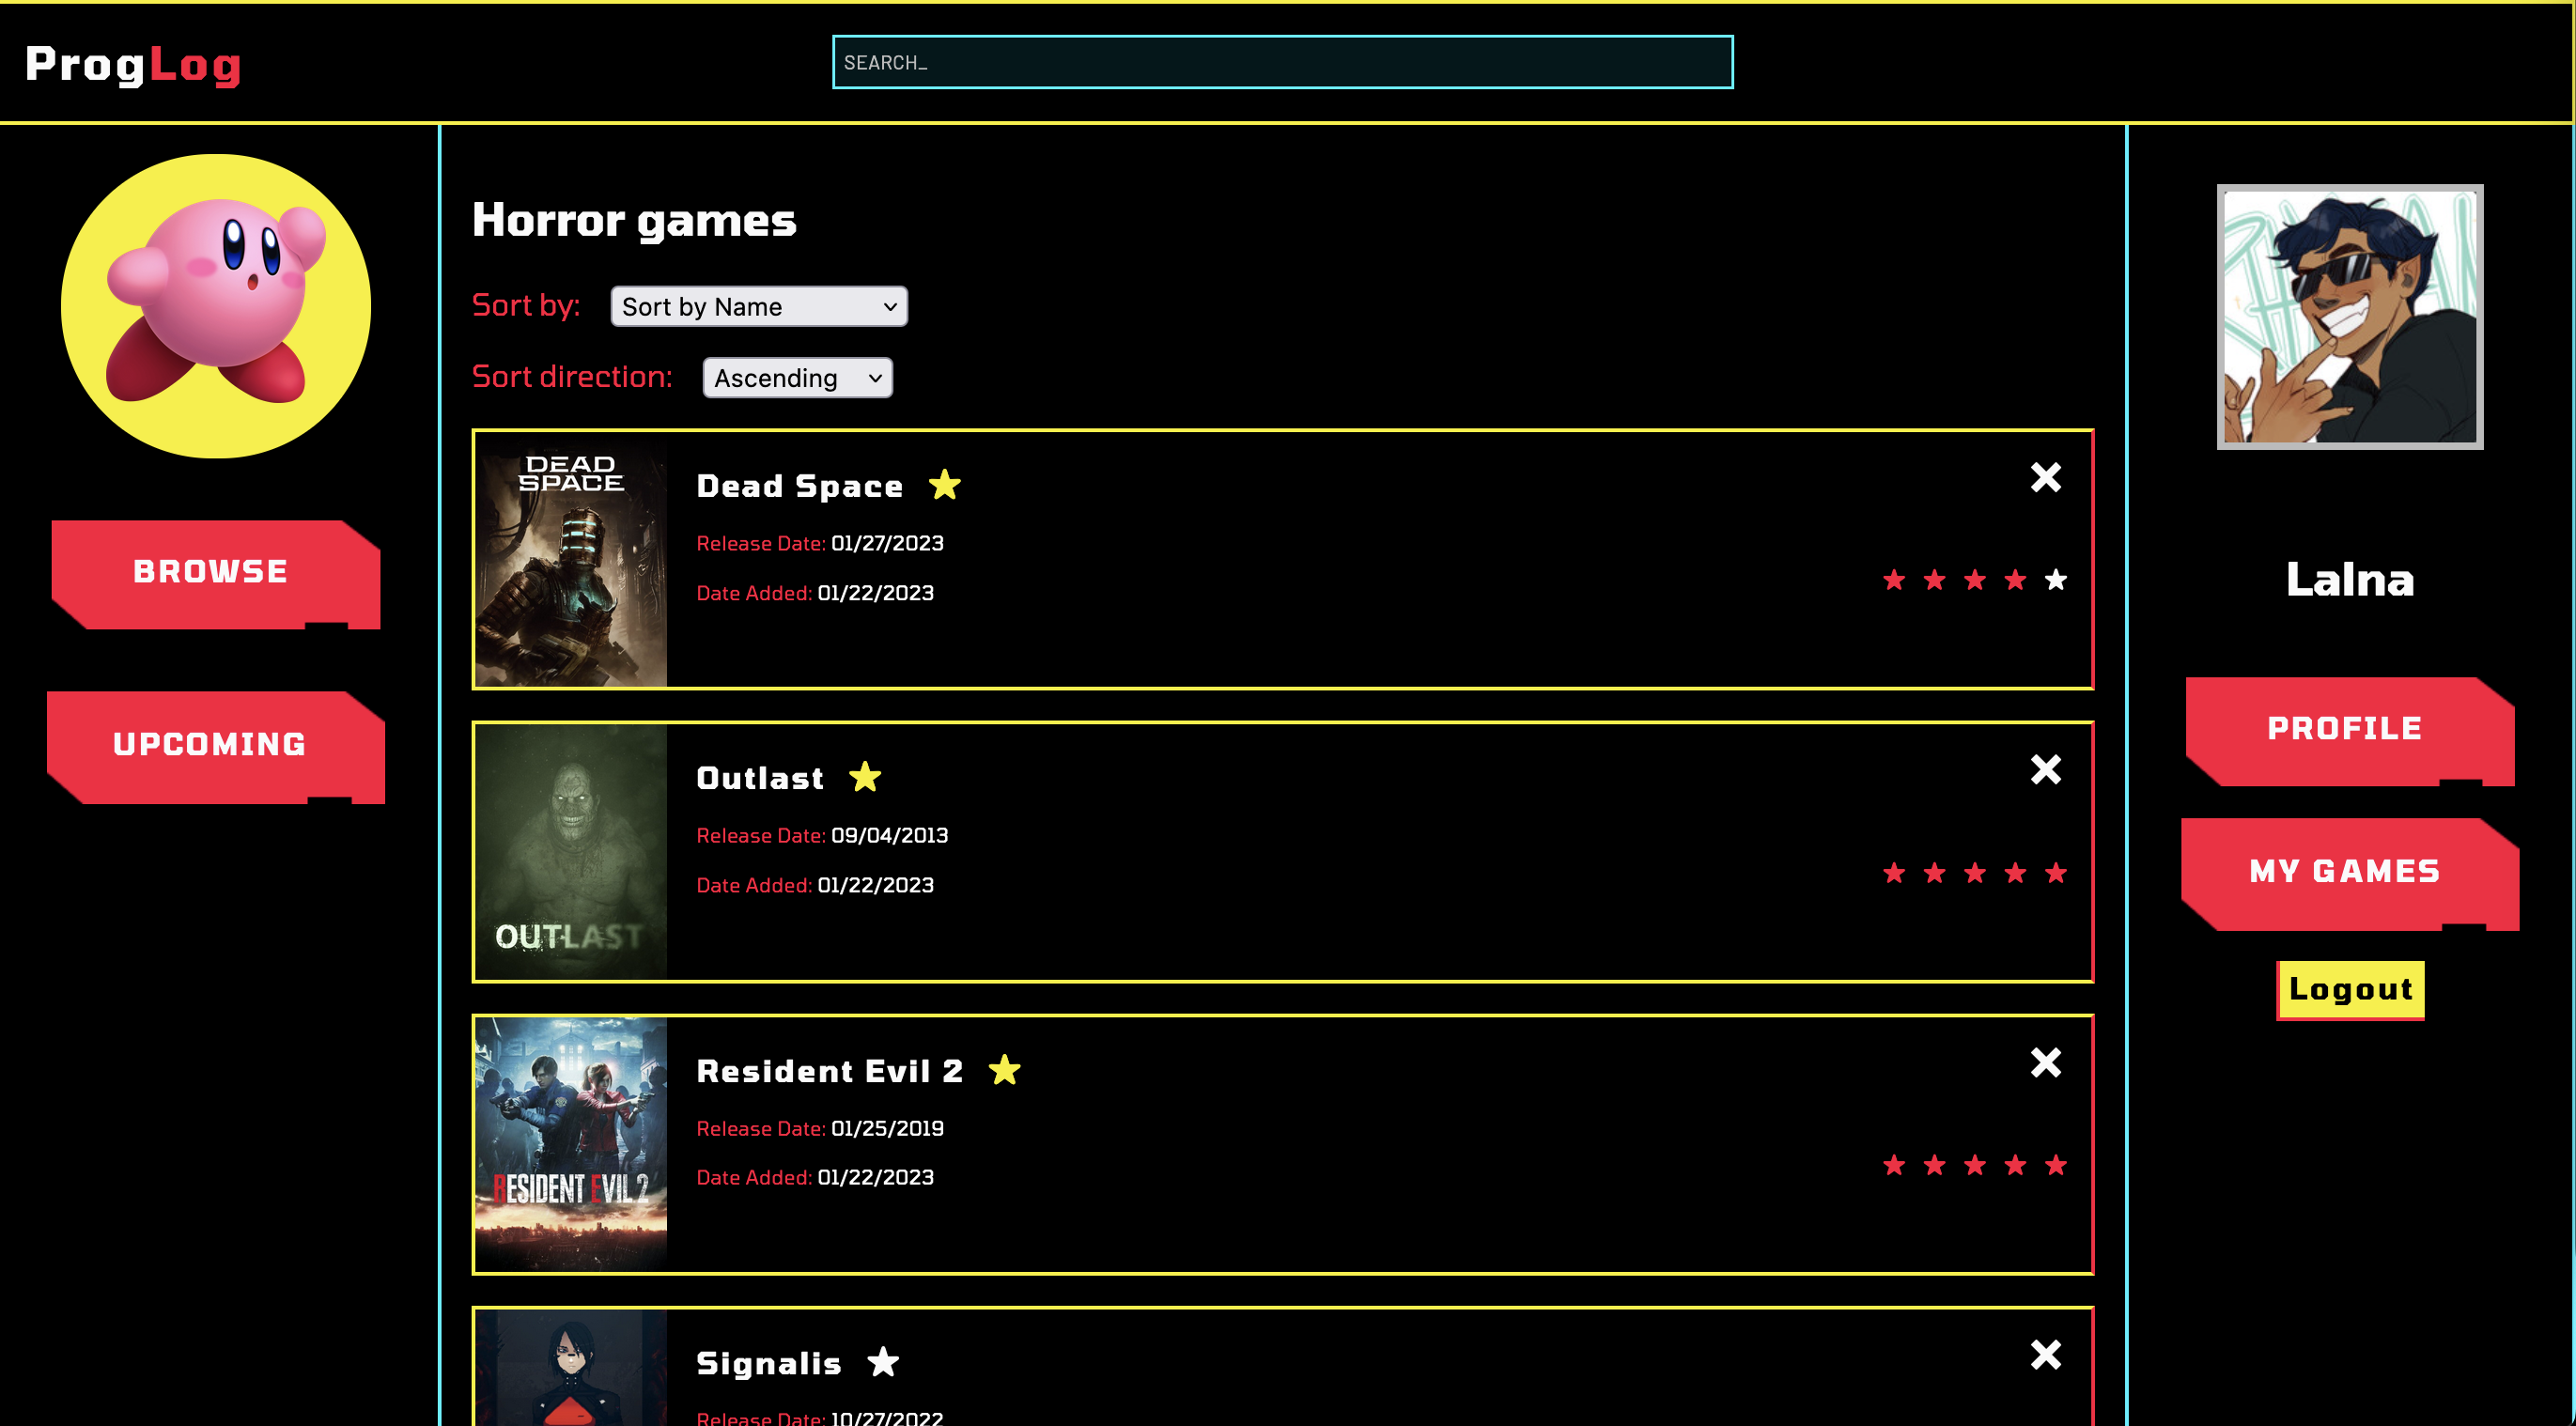 ProgLog
SEARCH_
BROWSE
UPCOMING
Horror games
Sort by: Sort by Name
Sort direction: Ascending
DEAD
SPACE
Dead Space
Release Date: 01/27/2023
Date Added: 01/22/2023
OUTLAST
Outlast
Release Date: 09/04/2013
Date Added: 01/22/2023
RESIDENT EVIL 2
Resident Evil 2
Release Date: 01/25/2019
Date Added: 01/22/2023
Signalis
Release Date: 10/27/2022
Lalna
PROFILE
MY GAMES
Logout